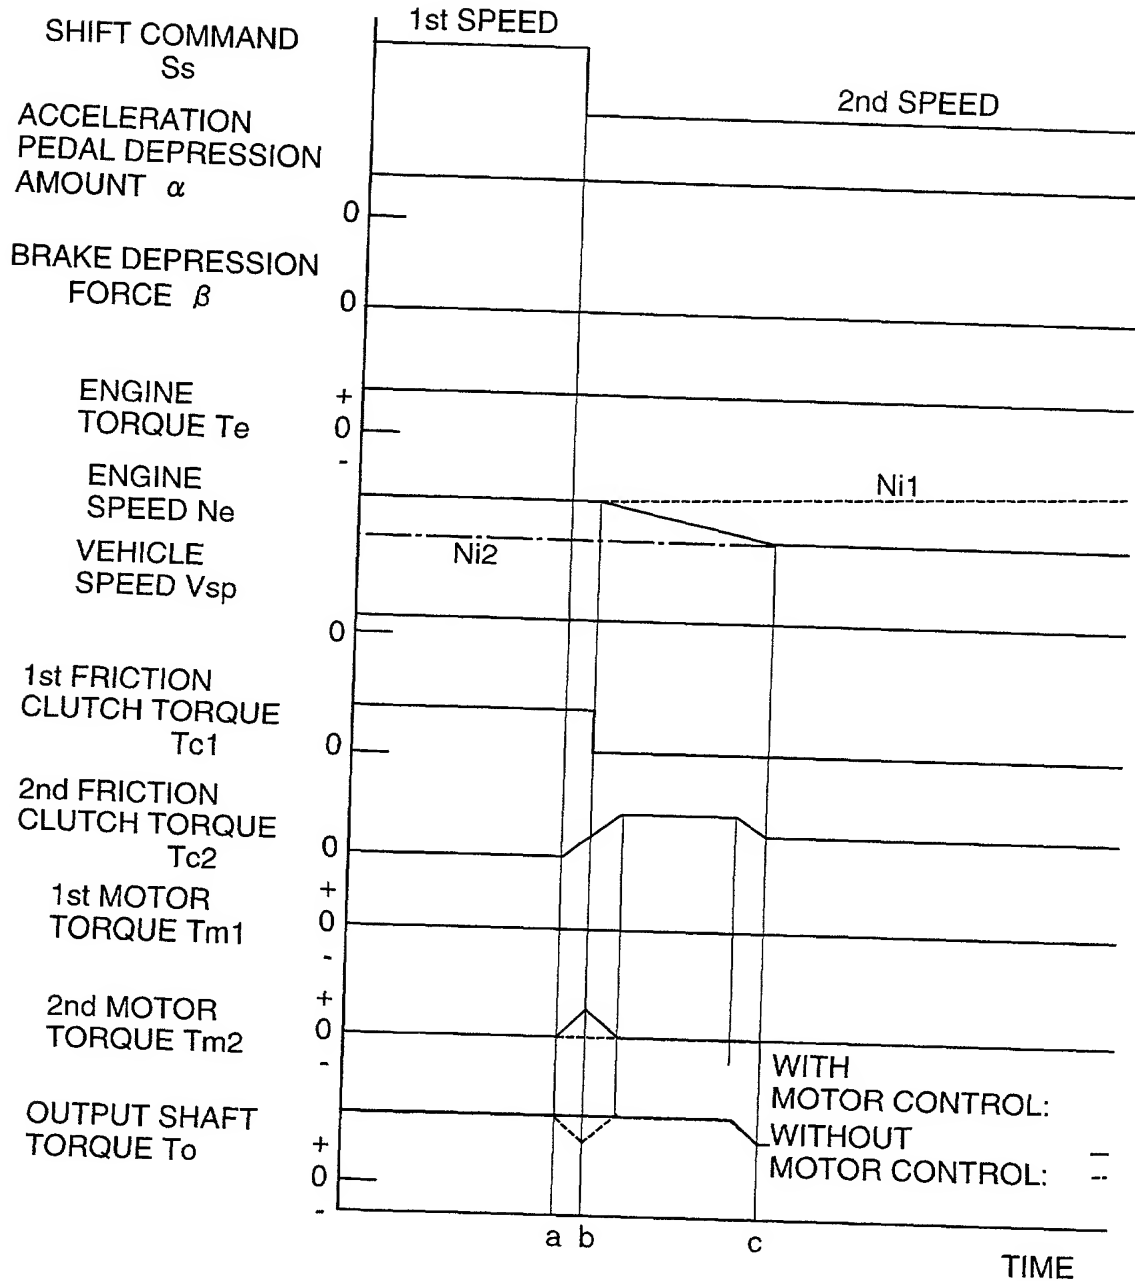 1st SPEED
SHIFT COMMAND
Ss
2nd SPEED
ACCELERATION
PEDAL DEPRESSION
AMOUNT α
0
BRAKE DEPRESSION
FORCE β
0
ENGINE
TORQUE Te
+
0
-
ENGINE
SPEED Ne
Ni1
VEHICLE
SPEED Vsp
Ni2
0
1st FRICTION
CLUTCH TORQUE
Tc1
0
2nd FRICTION
CLUTCH TORQUE
Tc2
0
1st MOTOR
TORQUE Tm1
+
0
-
2nd MOTOR
TORQUE Tm2
+
0
-
WITH
MOTOR CONTROL:
OUTPUT SHAFT
TORQUE To
+
0
-
WITHOUT
MOTOR CONTROL:
a b c
TIME